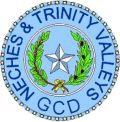 NECHES & TRINITY VALLEYS
GCD